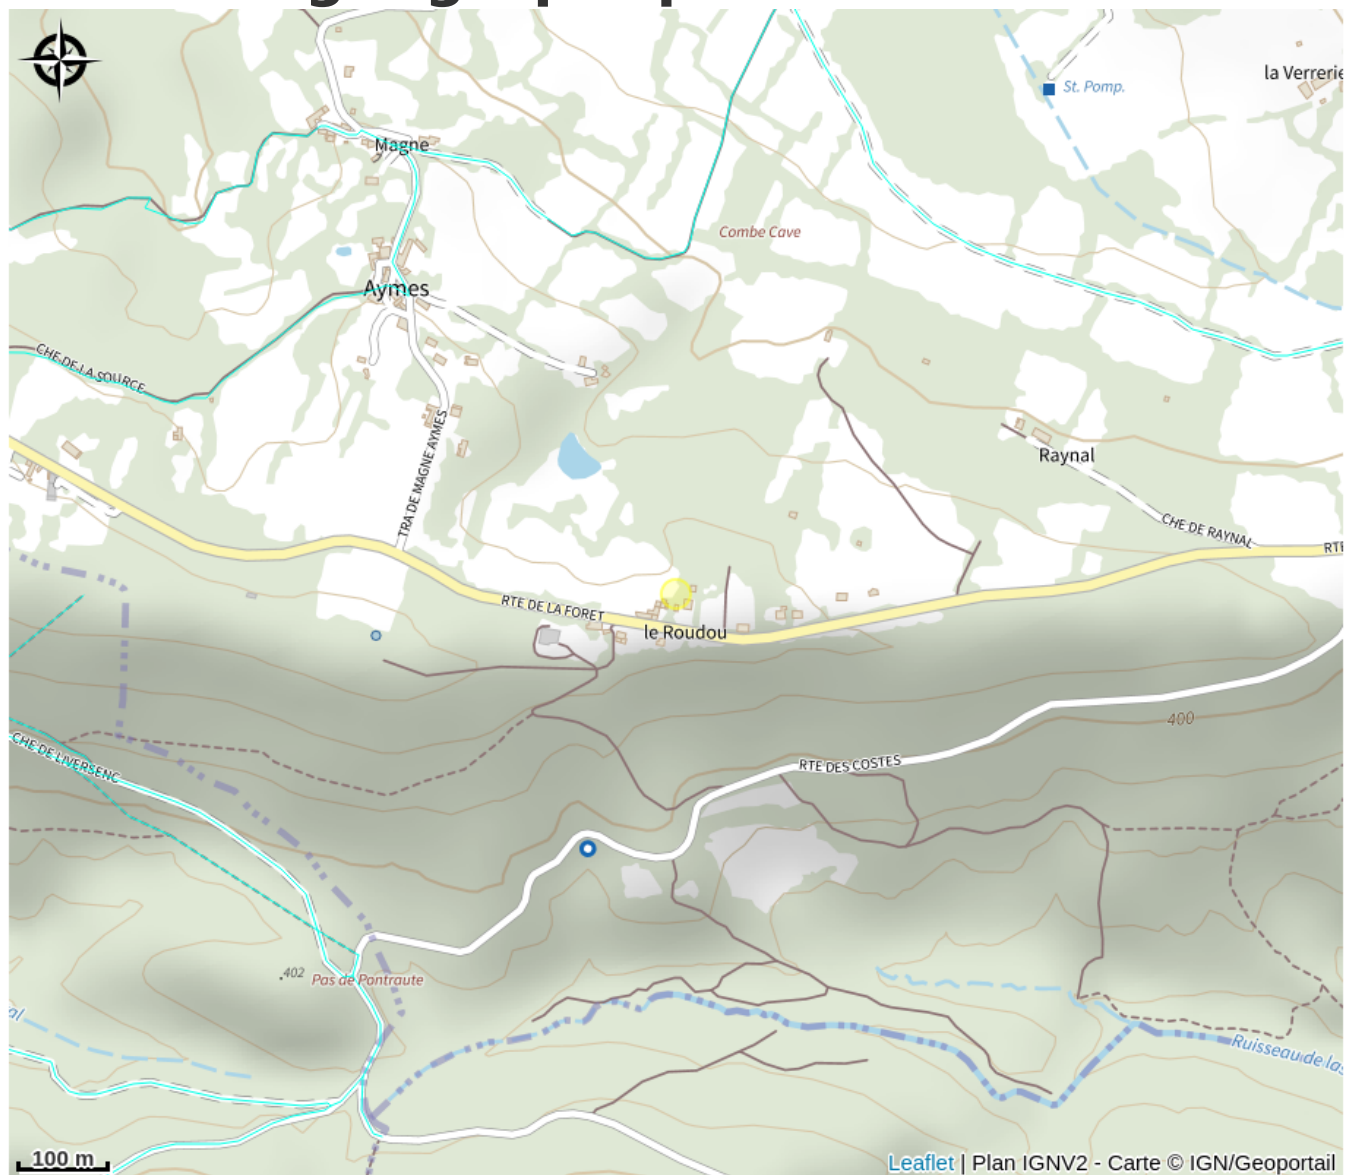 la Verrerie
St. Pomp.
Magne
Combe Cave
Aymes
CHE DE LA SOURCE
TRA DE MAGNE AYMES
Raynal
CHE DE RAYNAL
RTE
RTE DE LA FORET
le Roudou
400
CHE DE LIVERSENC
RTE DES COSTES
.402
Pas de Pontraute
al
Ruisseau de las
100 m
Leaflet | Plan IGNV2 - Carte © IGN/Geoportail